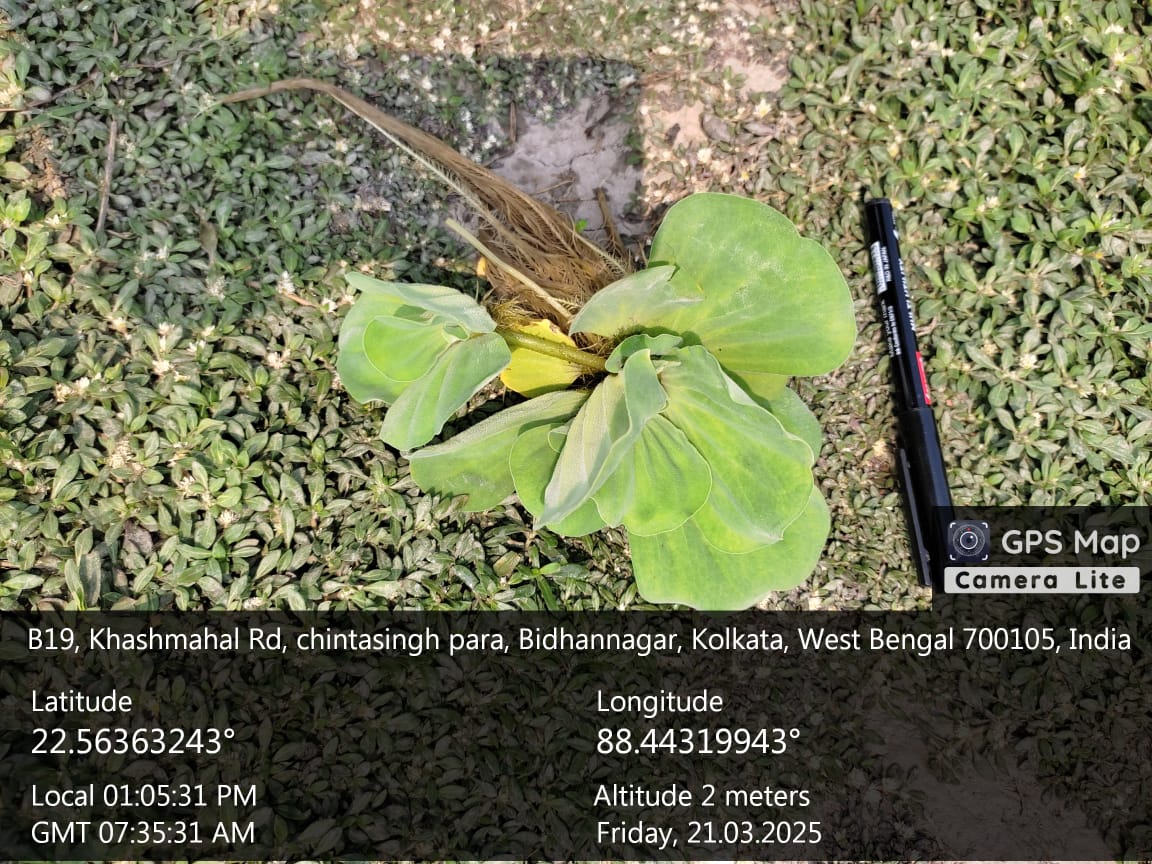 GPS Map
Camera Lite
B19, Khashmahal Rd, chintasingh para, Bidhannagar, Kolkata, West Bengal 700105, India
Latitude
22.56363243°
Longitude
88.44319943°
Local 01:05:31 PM
GMT 07:35:31 AM
Altitude 2 meters
Friday, 21.03.2025